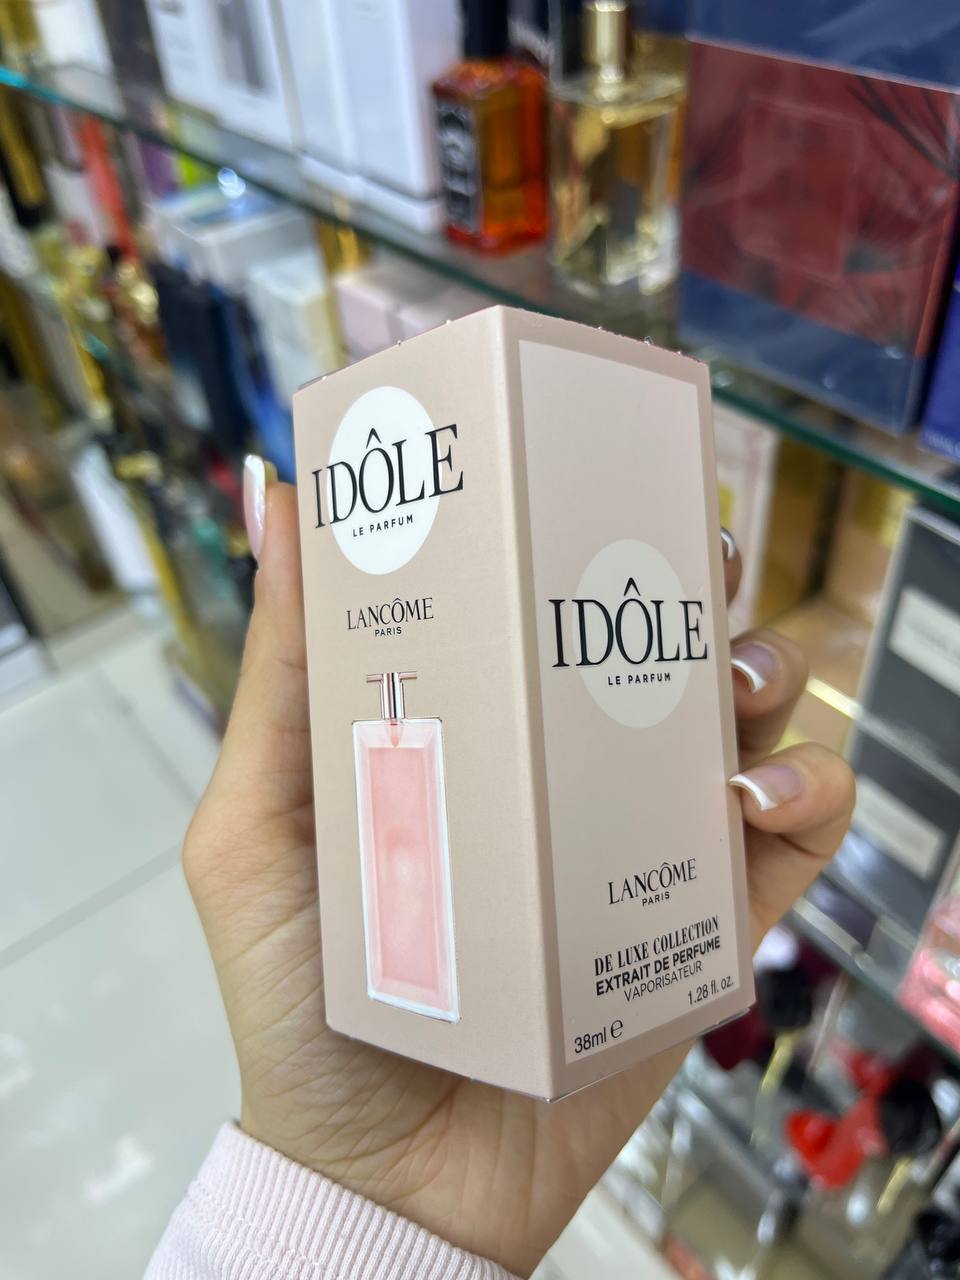 IDÔLE
LE PARFUM
LANCÔME
PARIS
IDÔLE
LE PARFUM
LANCÔME
PARIS
DE LUXE COLLECTION
EXTRAIT DE PERFUME
VAPORISATEUR
38ml e 1.28 fl. oz.